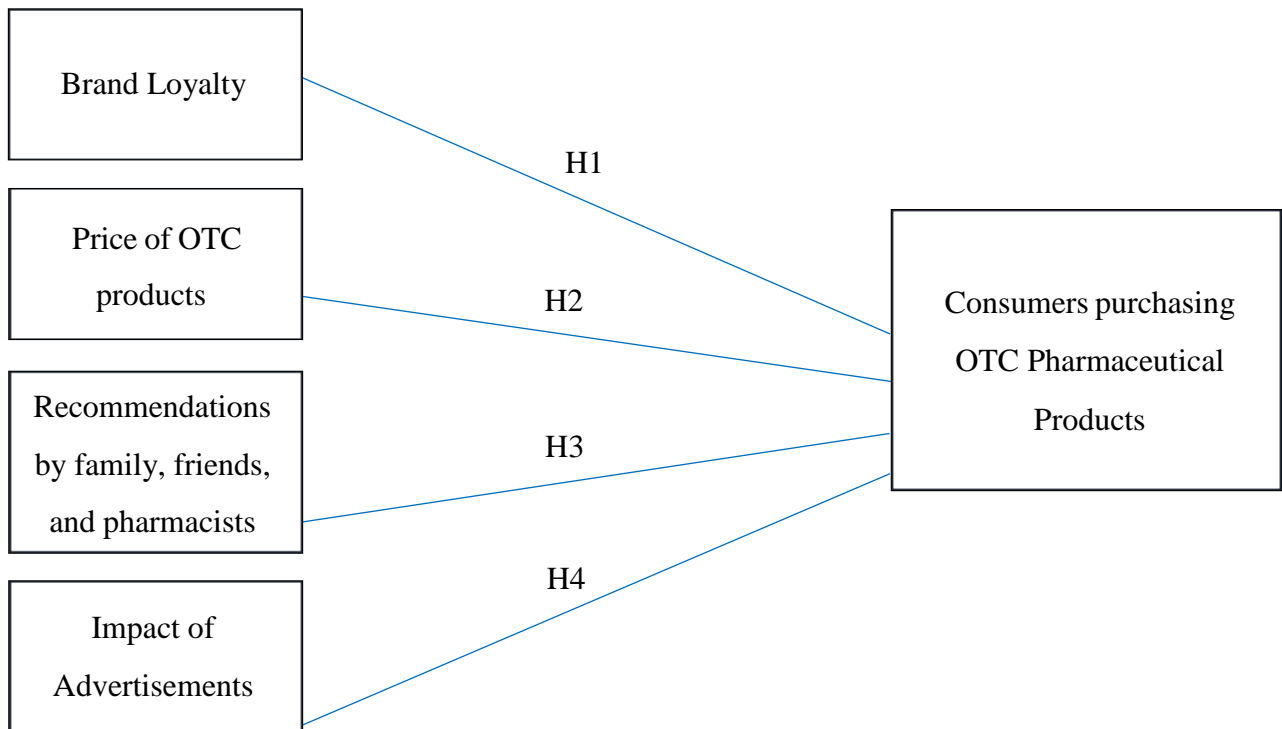 Brand Loyalty
H1
Price of OTC
products
H2
Recommendations
by family, friends,
and pharmacists
H3
Impact of
Advertisements
H4
Consumers purchasing
OTC Pharmaceutical
Products